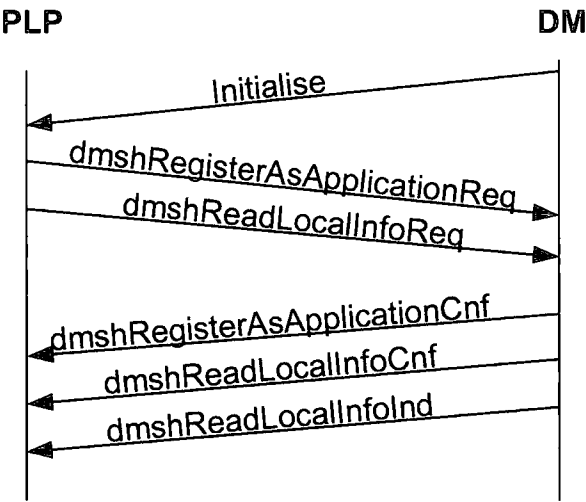 PLP DM
Initialise
dmshRegisterAsApplicationReq
dmshReadLocalInfoReq
dmshRegisterAsApplicationCnf
dmshReadLocalInfoCnf
dmshReadLocalInfoInd